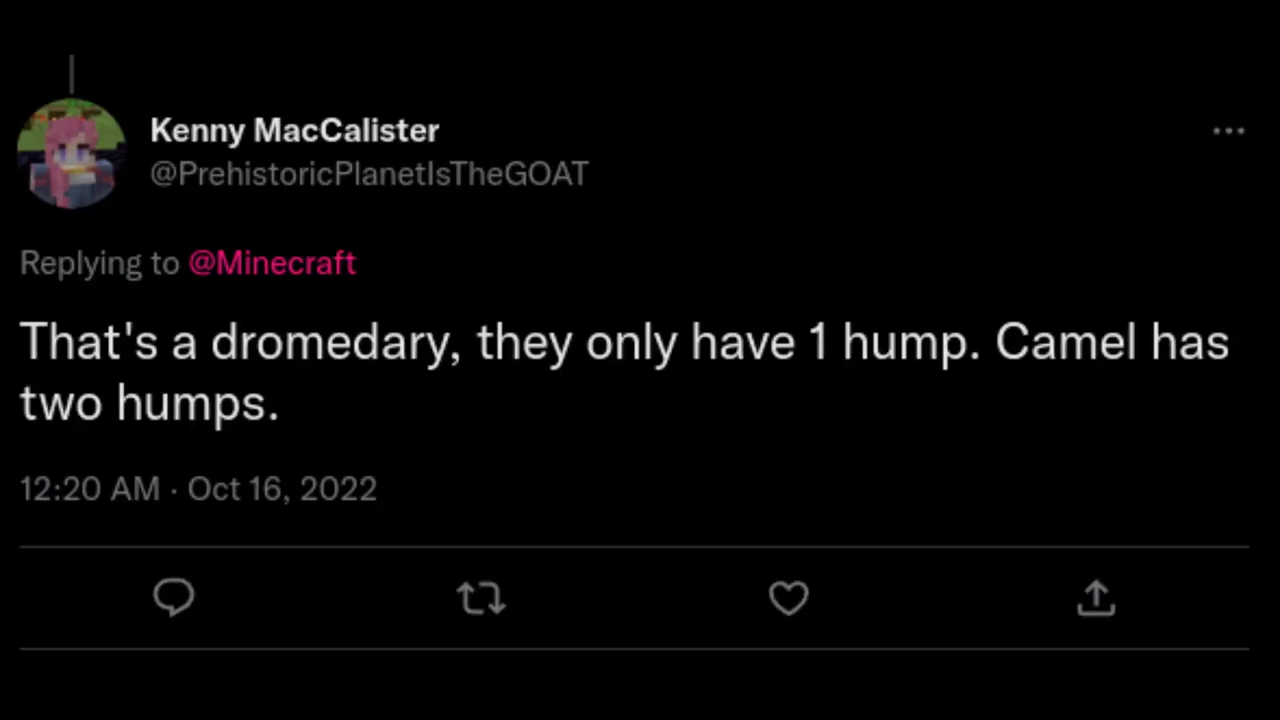 Kenny MacCalister
@PrehistoricPlanetIsTheGOAT
Replying to @Minecraft
That's a dromedary, they only have 1 hump. Camel has
two humps.
12:20 AM · Oct 16, 2022